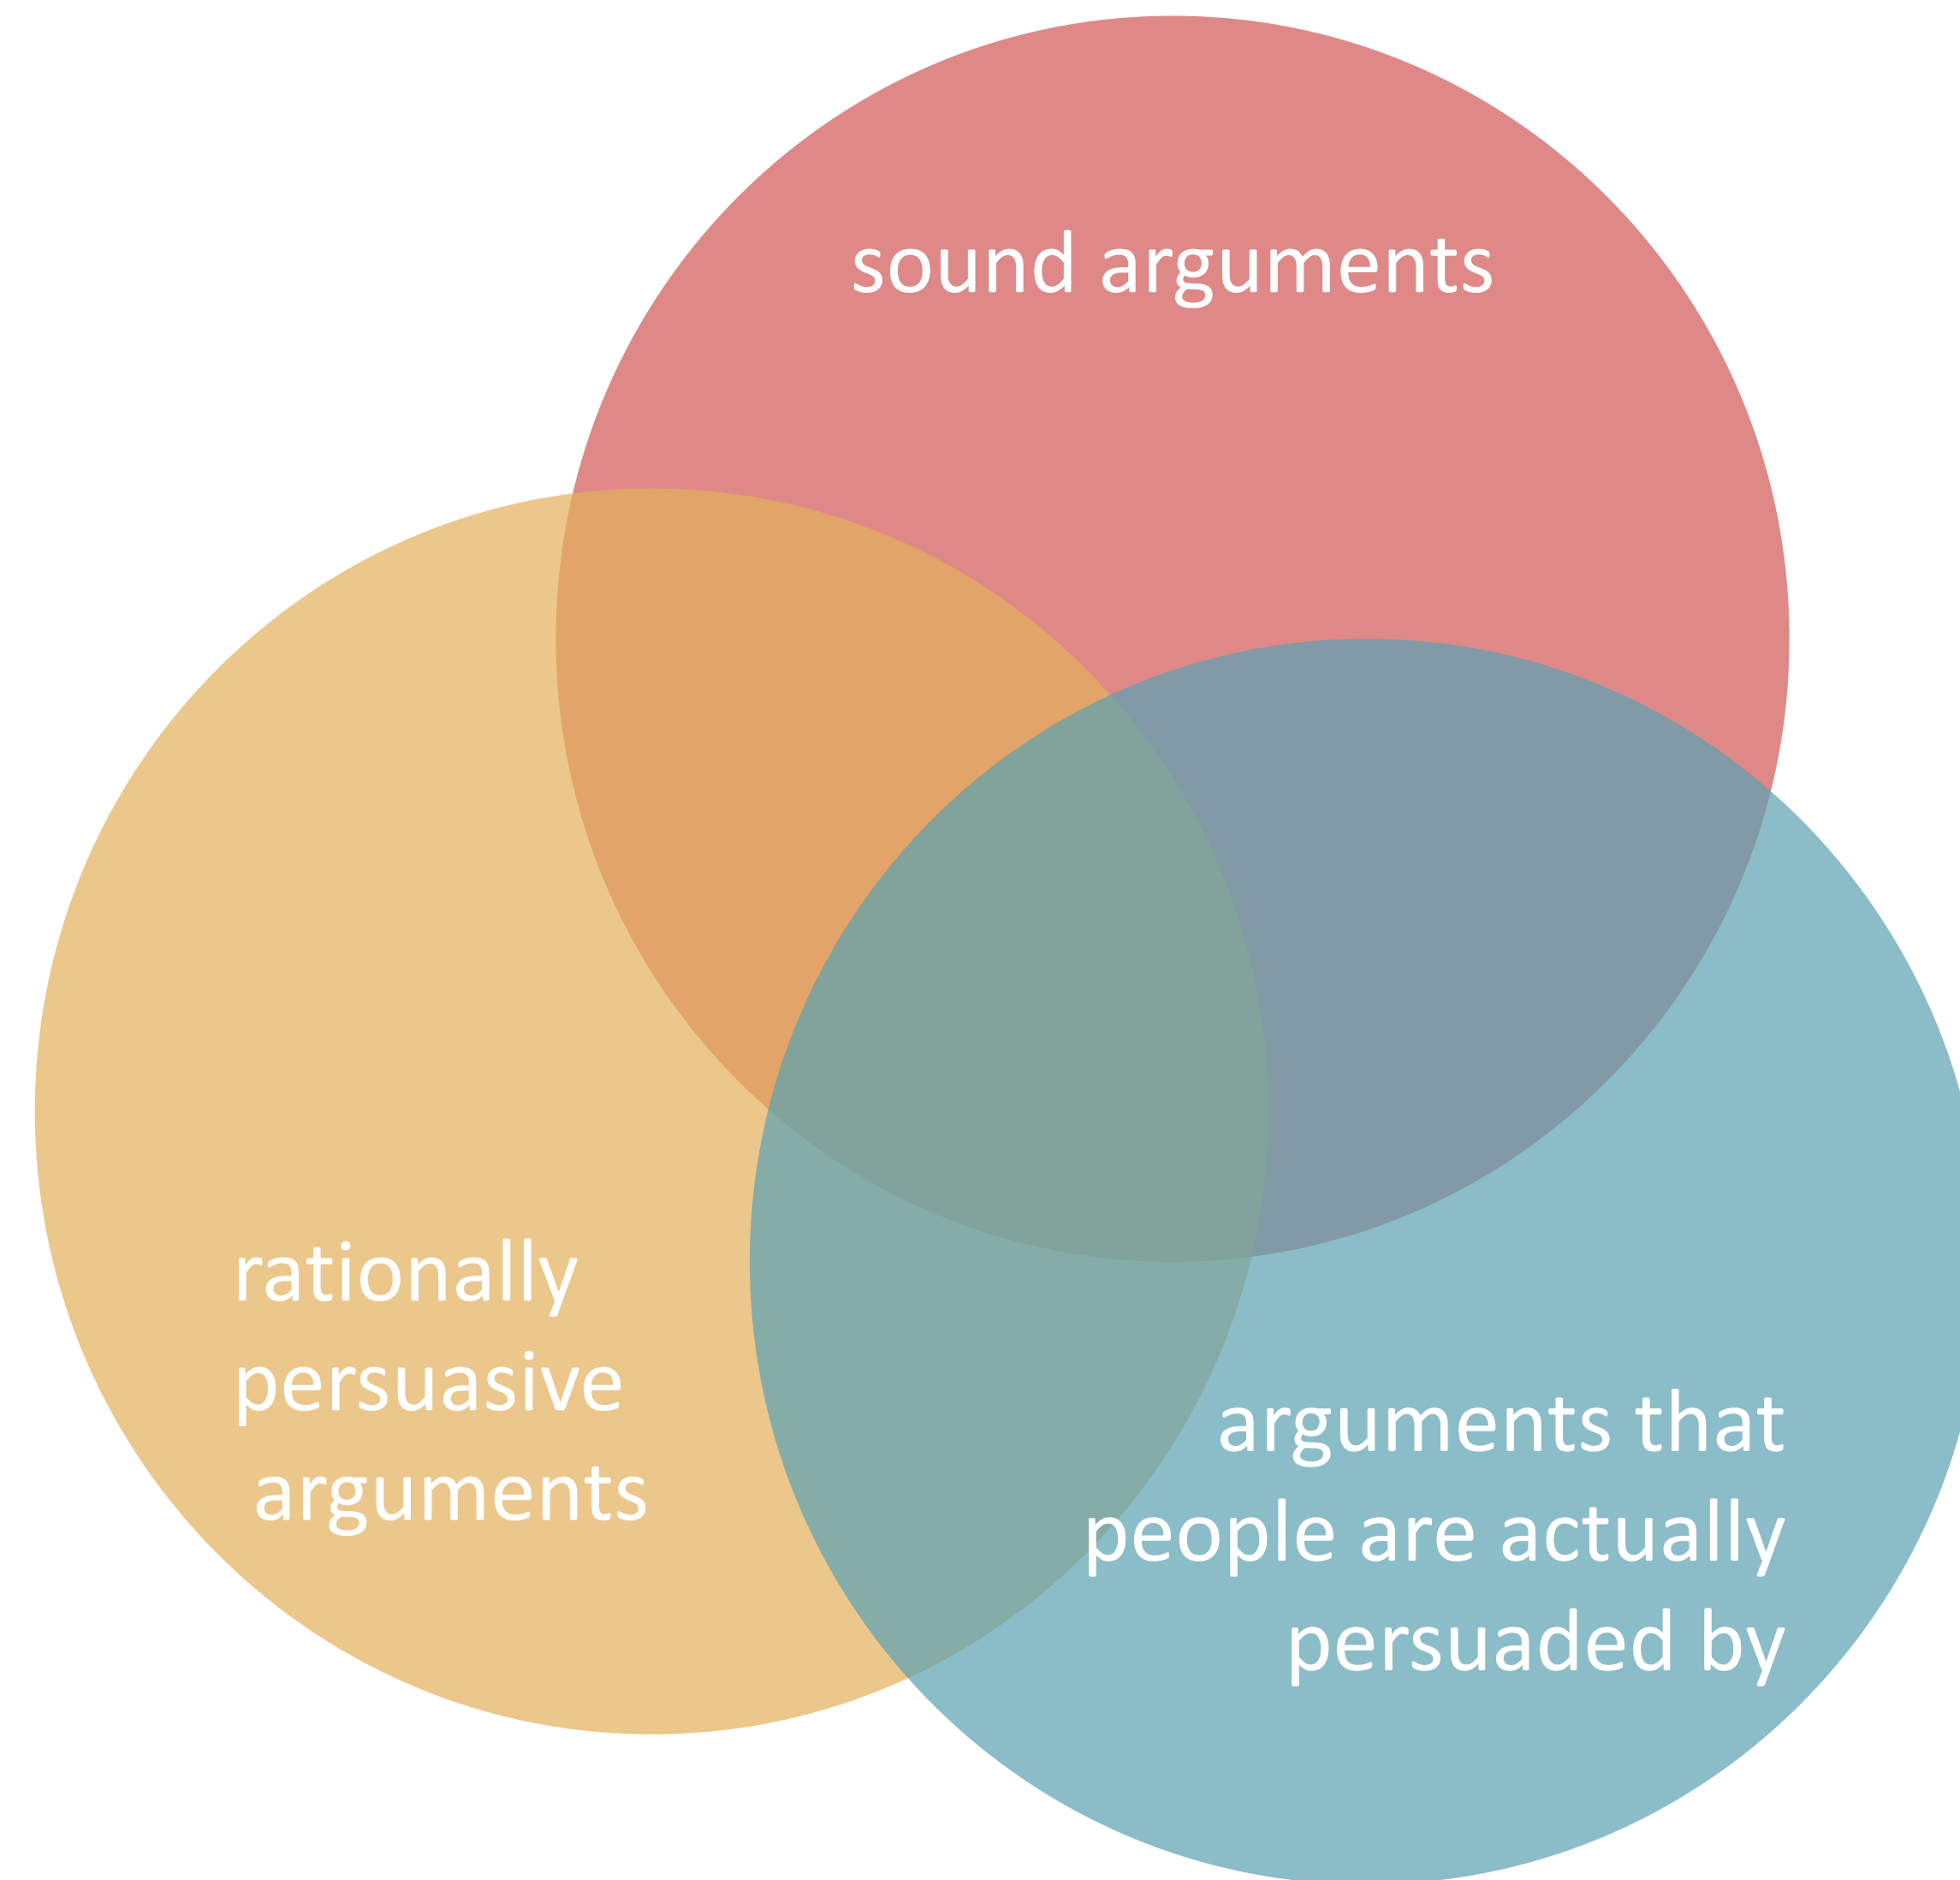 sound arguments
rationally
persuasive
arguments
arguments that
people are actually
persuaded by